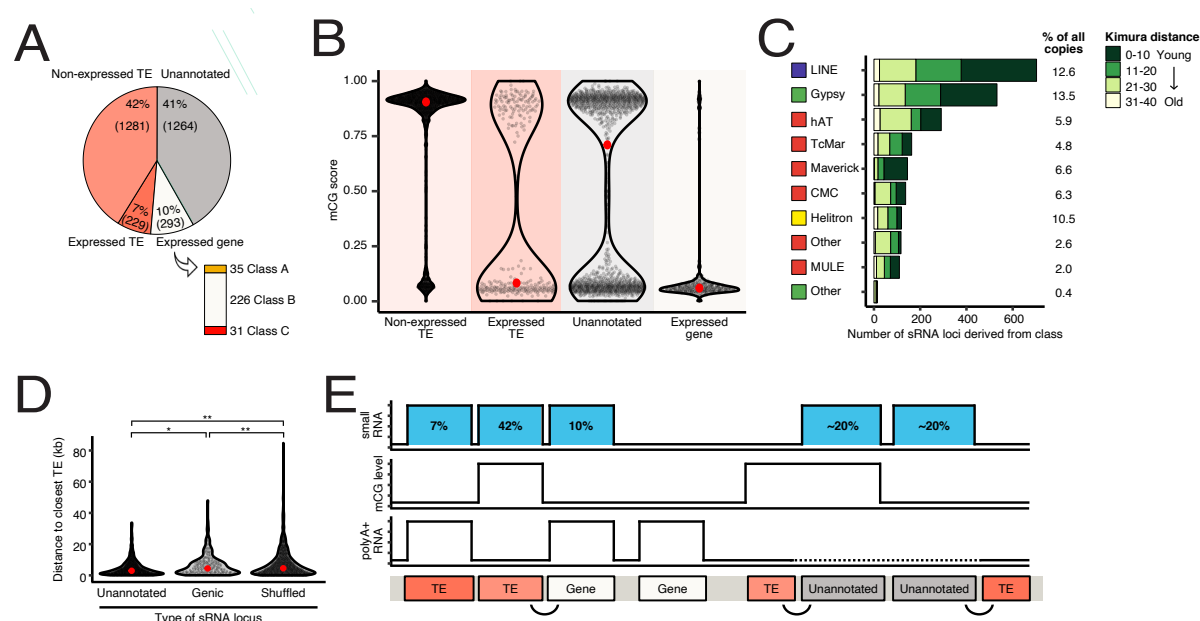 A
Non-expressed TE
Unannotated
42%
(1281)
41%
(1264)
7%
(229)
10%
(293)
Expressed TE
Expressed gene
35 Class A
226 Class B
31 Class C
B
mCG score
1.00
0.75
0.50
0.25
0.00
Non-expressed
TE
Expressed
TE
Unannotated
Expressed
gene
C
% of all
copies
LINE
12.6
Gypsy
13.5
hAT
5.9
TcMar
4.8
Maverick
6.6
CMC
6.3
Helitron
10.5
Other
2.6
MULE
2.0
Other
0.4
0
200
400
600
Number of sRNA loci derived from class
Kimura distance
0-10 Young
11-20
21-30
31-40 Old
D
Distance to closest TE (kb)
80
60
40
20
0
**
*
**
Unannotated
Genic
Shuffled
Type of sRNA locus
E
small
RNA
7%
42%
10%
~20%
~20%
mCG level
polyA+
RNA
TE
TE
Gene
Gene
TE
Unannotated
Unannotated
TE